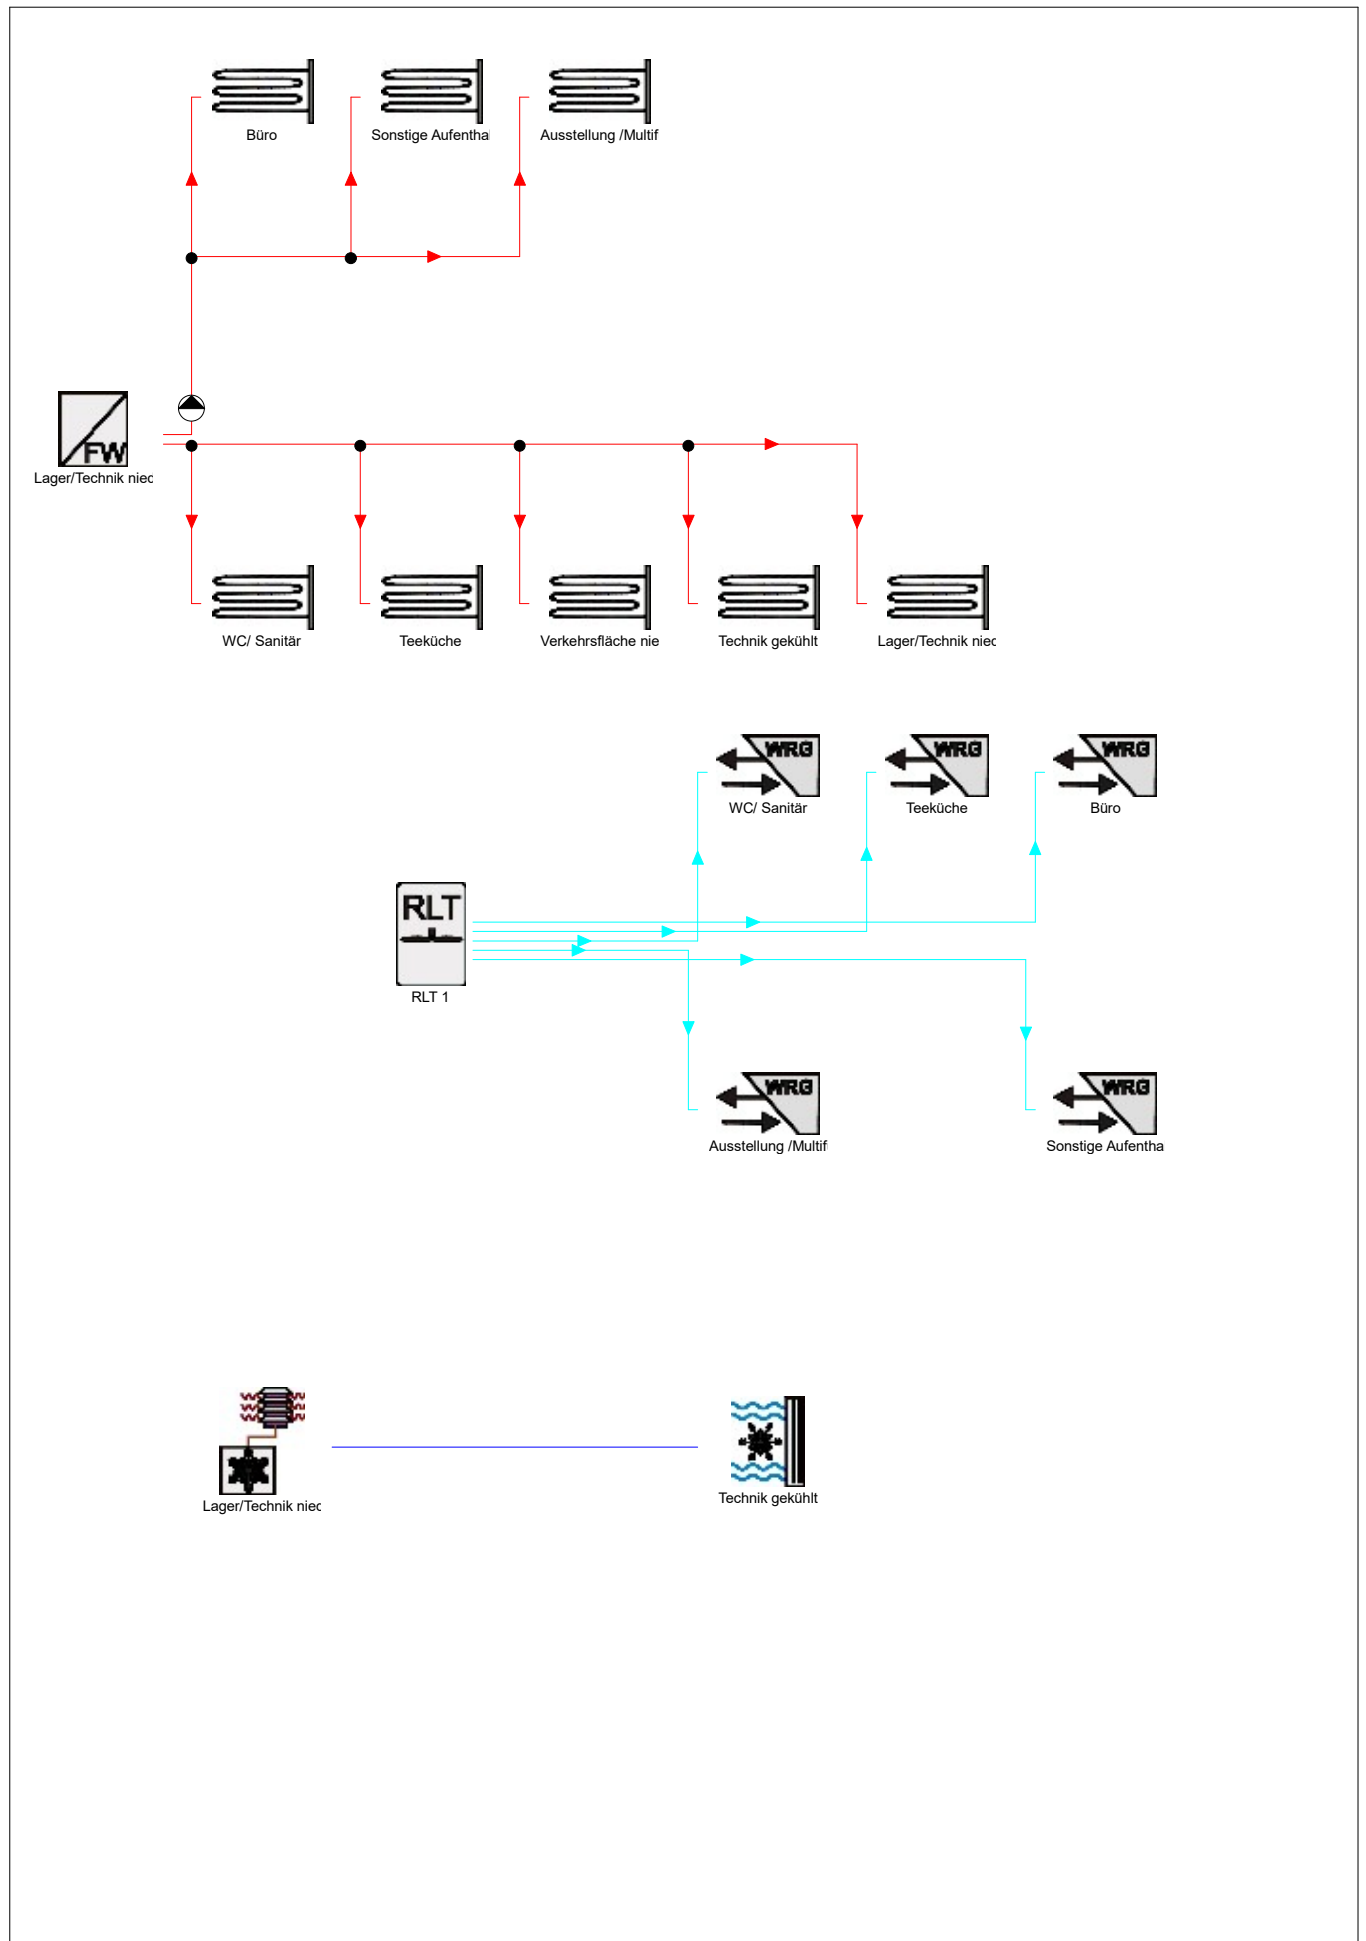 Büro
Sonstige Aufentha
Ausstellung /Multif
FW
Lager/Technik niec
WC/ Sanitär
Teeküche
Verkehrsfläche nie
Technik gekühlt
Lager/Technik niec
WRG
WRG
WRG
WC/ Sanitär
Teeküche
Büro
RLT
RLT 1
WRG
WRG
Ausstellung /Multif
Sonstige Aufentha
Lager/Technik niec
Technik gekühlt